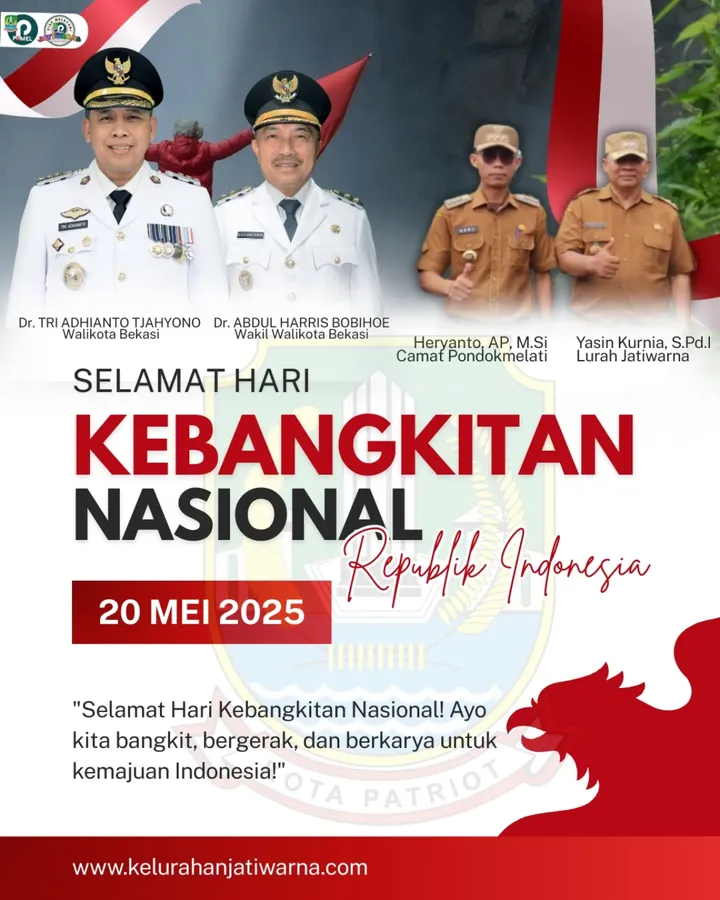 PoMEL
Dr. TRI ADHIANTO TJAHYONO
Walikota Bekasi
Dr. ABDUL HARRIS BOBIHOE
Wakil Walikota Bekasi
Heryanto, AP, M.Si
Camat Pondokmelati
Yasin Kurnia, S.Pd.I
Lurah Jatiwarna
SELAMAT HARI
KEBANGKITAN
NASIONAL
Republik Indonesia
20 MEI 2025
"Selamat Hari Kebangkitan Nasional! Ayo
kita bangkit, bergerak, dan berkarya untuk
kemajuan Indonesia!"
KOTA PATRIOT
www.kelurahanjatiwarna.com